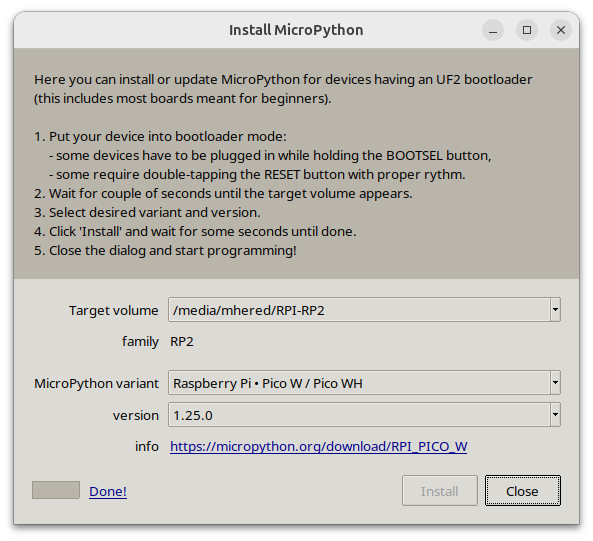 Install MicroPython
Here you can install or update MicroPython for devices having an UF2 bootloader
(this includes most boards meant for beginners).
1. Put your device into bootloader mode:
- some devices have to be plugged in while holding the BOOTSEL button,
- some require double-tapping the RESET button with proper rythm.
2. Wait for couple of seconds until the target volume appears.
3. Select desired variant and version.
4. Click 'Install' and wait for some seconds until done.
5. Close the dialog and start programming!
Target volume /media/mhered/RPI-RP2
family RP2
MicroPython variant Raspberry Pi • Pico W / Pico WH
version 1.25.0
info https://micropython.org/download/RPI_PICO_W
Done! Install Close